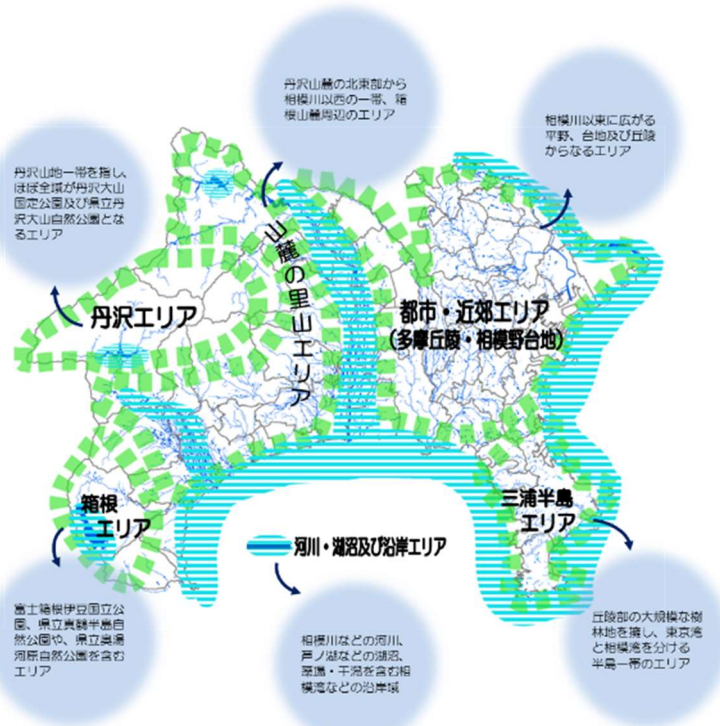 丹沢山麓の北東部から
相模川以西の一帯、箱
根山麓周辺のエリア
相模川以東に広がる
平野、台地及び丘陵
からなるエリア
丹沢山地一帯を指し、
ほぼ全域が丹沢大山
国定公園及び県立丹
沢大山自然公園とな
るエリア
山麓の里山エリア
丹沢エリア
都市・近郊エリア
（多摩丘陵・相模野台地）
箱根
エリア
三浦半島
エリア
河川・湖沼及び沿岸エリア
富士箱根伊豆国立公
園、県立真鶴半島自
然公園や、県立奥湯
河原自然公園を含む
エリア
相模川などの河川、
芦ノ湖などの湖沼、
藻場・干潟を含む相
模湾などの沿岸域
丘陵部の大規模な樹
林地を擁し、東京湾
と相模湾を分ける
半島一帯のエリア